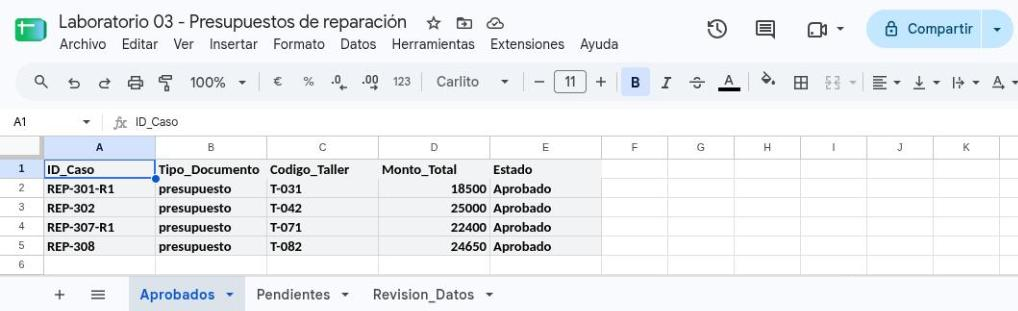 Laboratorio 03 - Presupuestos de reparación
Archivo Editar Ver Insertar Formato Datos Herramientas Extensiones Ayuda
Compartir
100% € % .0 .00 123 Carlito − 11 + B I S A A
A1 fx ID_Caso
A B C D E F G H I J K
1 ID_Caso Tipo_Documento Codigo_Taller Monto_Total Estado
2 REP-301-R1 presupuesto T-031 18500 Aprobado
3 REP-302 presupuesto T-042 25000 Aprobado
4 REP-307-R1 presupuesto T-071 22400 Aprobado
5 REP-308 presupuesto T-082 24650 Aprobado
6
+ Aprobados Pendientes Revision_Datos